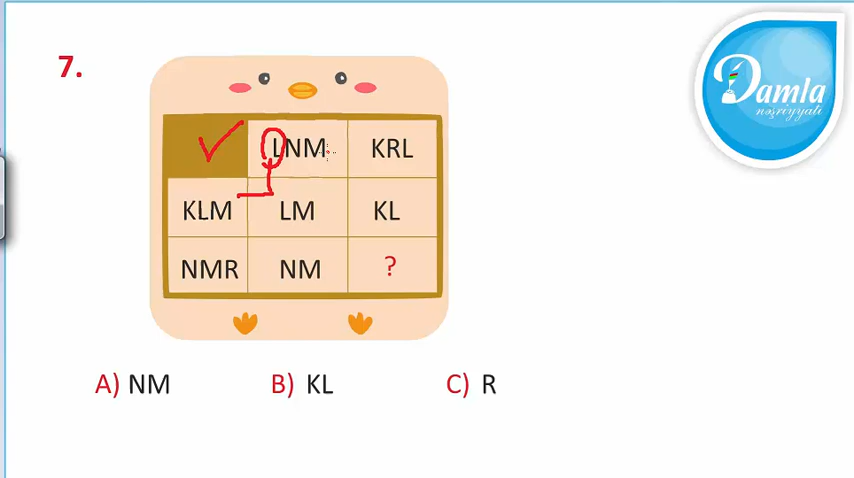 7.
Damla
nəşriyyatı
LNM KRL
KLM LM KL
NMR NM ?
A) NM B) KL C) R